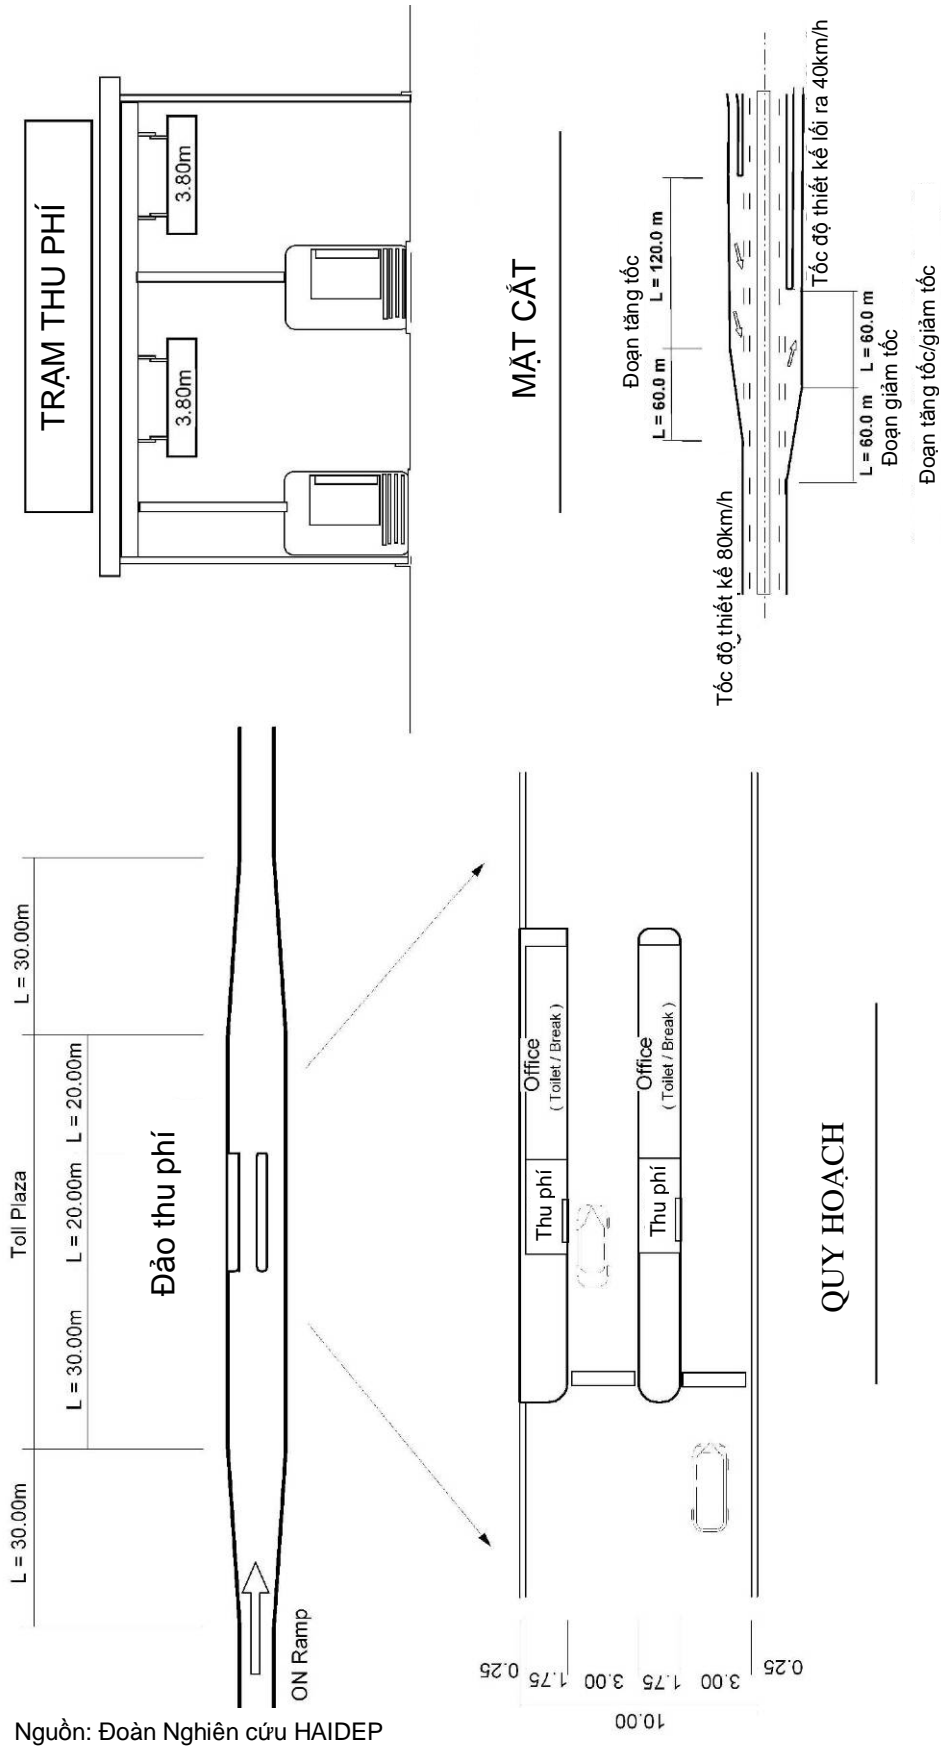 L = 30.00m
Toll Plaza
L = 30.00m
L = 30.00m
L = 20.00m
L = 20.00m
Đảo thu phí
ON Ramp
TRẠM THU PHÍ
3.80m
3.80m
MẶT CẮT
0.25
1.75
3.00
1.75
3.00
0.25
10.00
Thu phí
Office
( Toilet / Break )
Thu phí
Office
( Toilet / Break )
QUY HOẠCH
Đoạn tăng tốc
L = 60.0 m
L = 120.0 m
Tốc độ thiết kế 80km/h
Tốc độ thiết kế lối ra 40km/h
L = 60.0 m
L = 60.0 m
Đoạn giảm tốc
Đoạn tăng tốc/giảm tốc
Nguồn: Đoàn Nghiên cứu HAIDEP